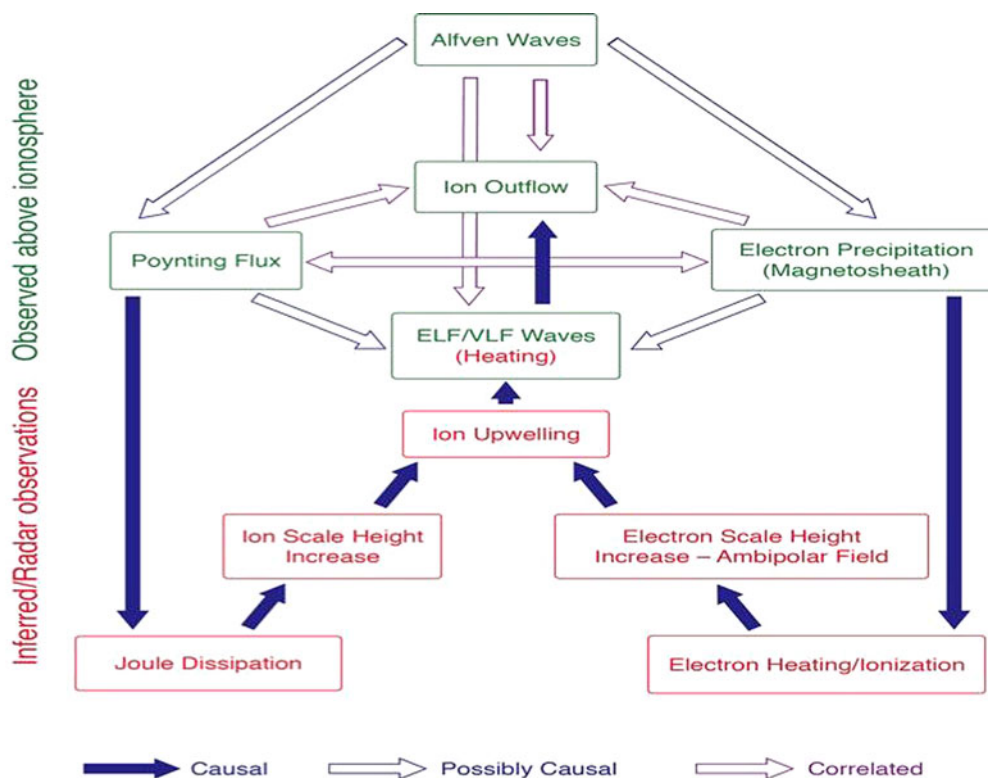 Alfven Waves
Observed above ionosphere
Ion Outflow
Poynting Flux
Electron Precipitation
(Magnetosheath)
ELF/VLF Waves
(Heating)
Inferred/Radar observations
Ion Upwelling
Ion Scale Height
Increase
Electron Scale Height
Increase – Ambipolar Field
Joule Dissipation
Electron Heating/Ionization
Causal
Possibly Causal
Correlated